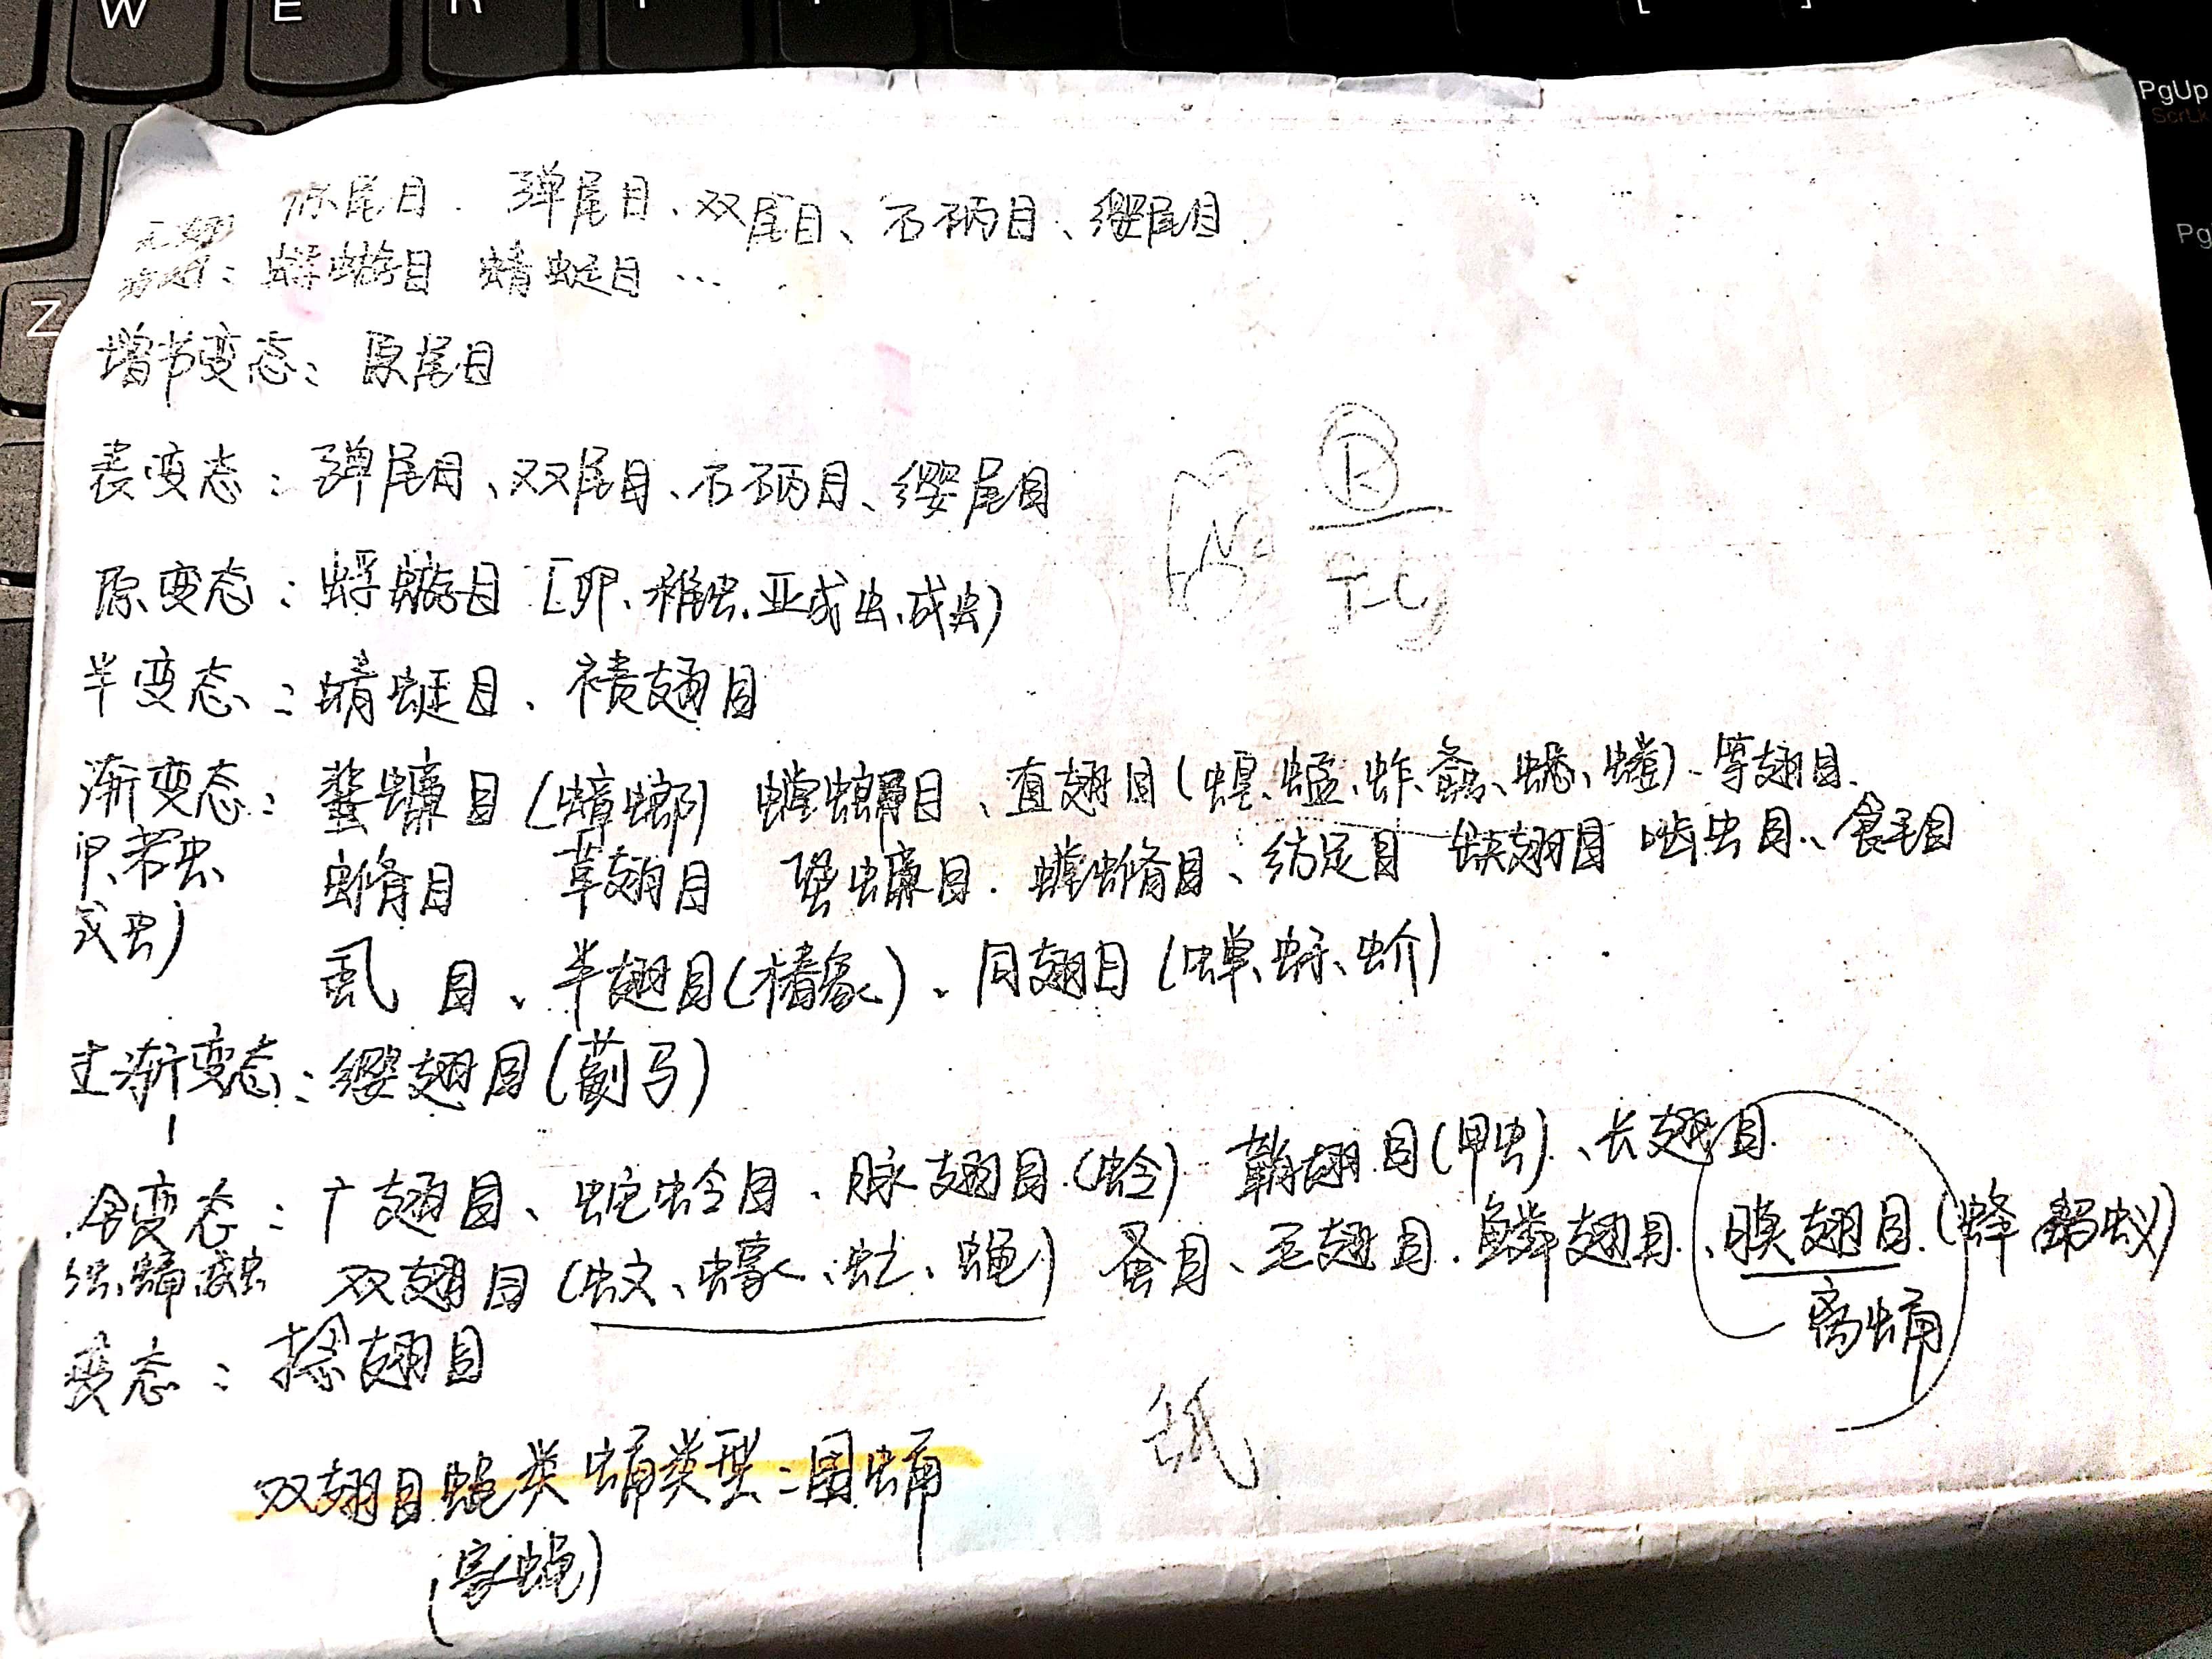 W E R
[ ]
PgUp
ScrLk
Pg
Z
无翅 原尾目、弹尾目、双尾目、石蛃目、缨尾目
有翅：蜉蝣目 蜻蜓目…
增节变态：原尾目
表变态：弹尾目、双尾目、石蛃目、缨尾目
原变态：蜉蝣目[卵、稚虫、亚成虫、成虫)
半变态：蜻蜓目、襀翅目
渐变态：蜚蠊目(蟑螂) 螳螂目、直翅目(蝗、蜢、蚱、螽、蟋、蟀)、等翅目、
卵、若虫、 䗛目 革翅目 蛩蠊目、螳䗛目、纺足目 缺翅目 啮虫目、食毛目
成虫) 虱目、半翅目(椿象)、同翅目(蝉、蚜、蚧)
过渐变态：缨翅目(蓟马)
全变态：广翅目、蛇蛉目、脉翅目(蛉) 鞘翅目(甲虫)、长翅目
幼虫、蛹、成虫 双翅目(蚊、蠓、虻、蝇) 蚤目、毛翅目、鳞翅目、膜翅目(蜂 蚂蚁)
离蛹
变态：捻翅目
双翅目蝇类蛹类型：围蛹
(家蝇)